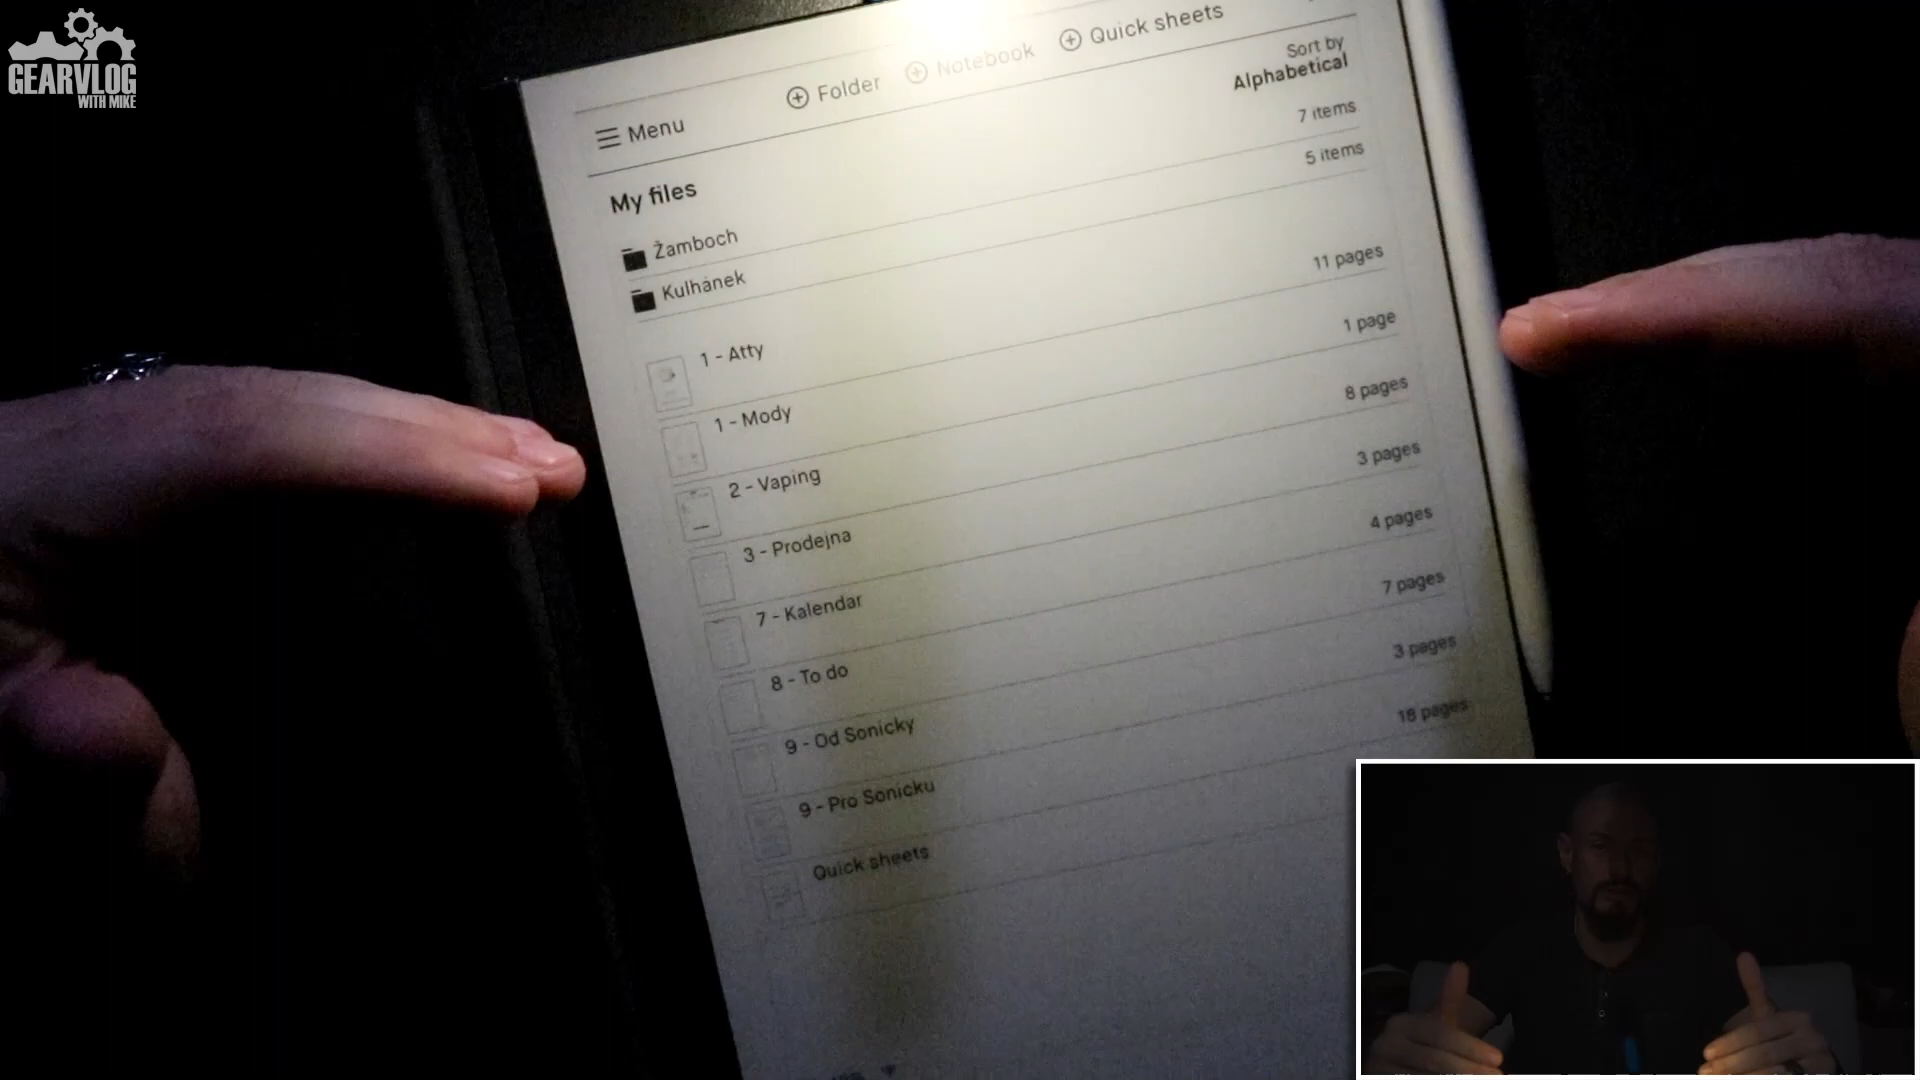 GEARVLOG
WITH MIKE
Menu
Folder
Notebook
Quick sheets
Sort by
Alphabetical
My files
Žamboch 7 items
Kulhánek 5 items
1 - Atty 11 pages
1 - Mody 1 page
2 - Vaping 8 pages
3 - Prodejna 3 pages
7 - Kalendar 4 pages
8 - To do 7 pages
9 - Od Sonicky 3 pages
9 - Pro Sonicku 18 pages
Quick sheets